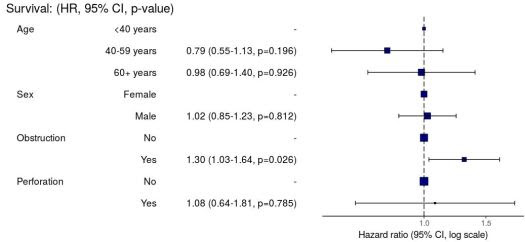 Survival: (HR, 95% CI, p-value)
Age <40 years -
40-59 years 0.79 (0.55-1.13, p=0.196)
60+ years 0.98 (0.69-1.40, p=0.926)
Sex Female -
Male 1.02 (0.85-1.23, p=0.812)
Obstruction No -
Yes 1.30 (1.03-1.64, p=0.026)
Perforation No -
Yes 1.08 (0.64-1.81, p=0.785)
1.0 1.5
Hazard ratio (95% CI, log scale)